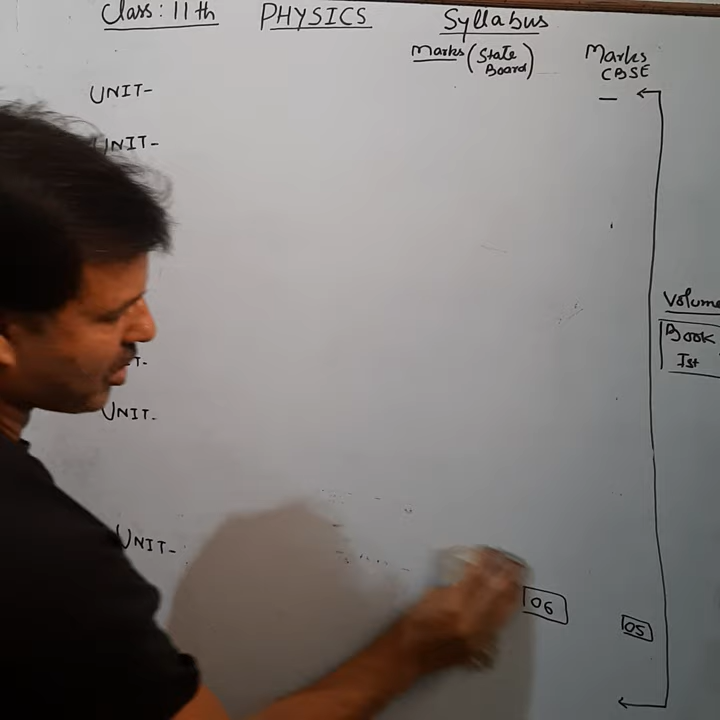 Class: 11th PHYSICS Syllabus
Marks (State Board) Marks CBSE
UNIT- —
UNIT-
Volume
Book
Ist
T-
UNIT-
UNIT-
06
05